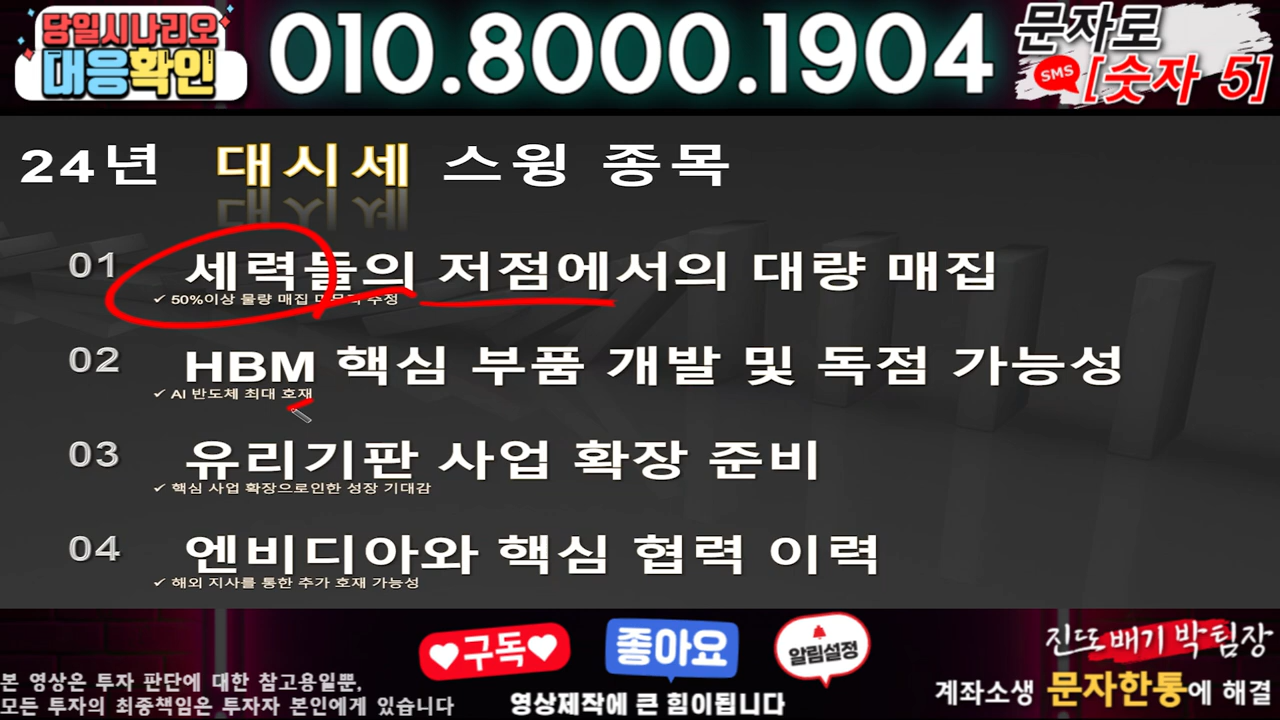 당일시나리오
대응확인
010.8000.1904
문자로
SMS
[숫자 5]
24년 대시세 스윙 종목
01 세력들의 저점에서의 대량 매집
✓ 50%이상 물량 매집 추정
02 HBM 핵심 부품 개발 및 독점 가능성
✓ AI 반도체 최대 호재
03 유리기판 사업 확장 준비
✓ 핵심 사업 확장으로인한 성장 기대감
04 엔비디아와 핵심 협력 이력
✓ 해외 지사를 통한 추가 호재 가능성
구독
좋아요
알림설정
진또배기 박팀장
본 영상은 투자 판단에 대한 참고용일뿐,
모든 투자의 최종책임은 투자자 본인에게 있습니다
영상제작에 큰 힘이됩니다
계좌소생 문자한통에 해결